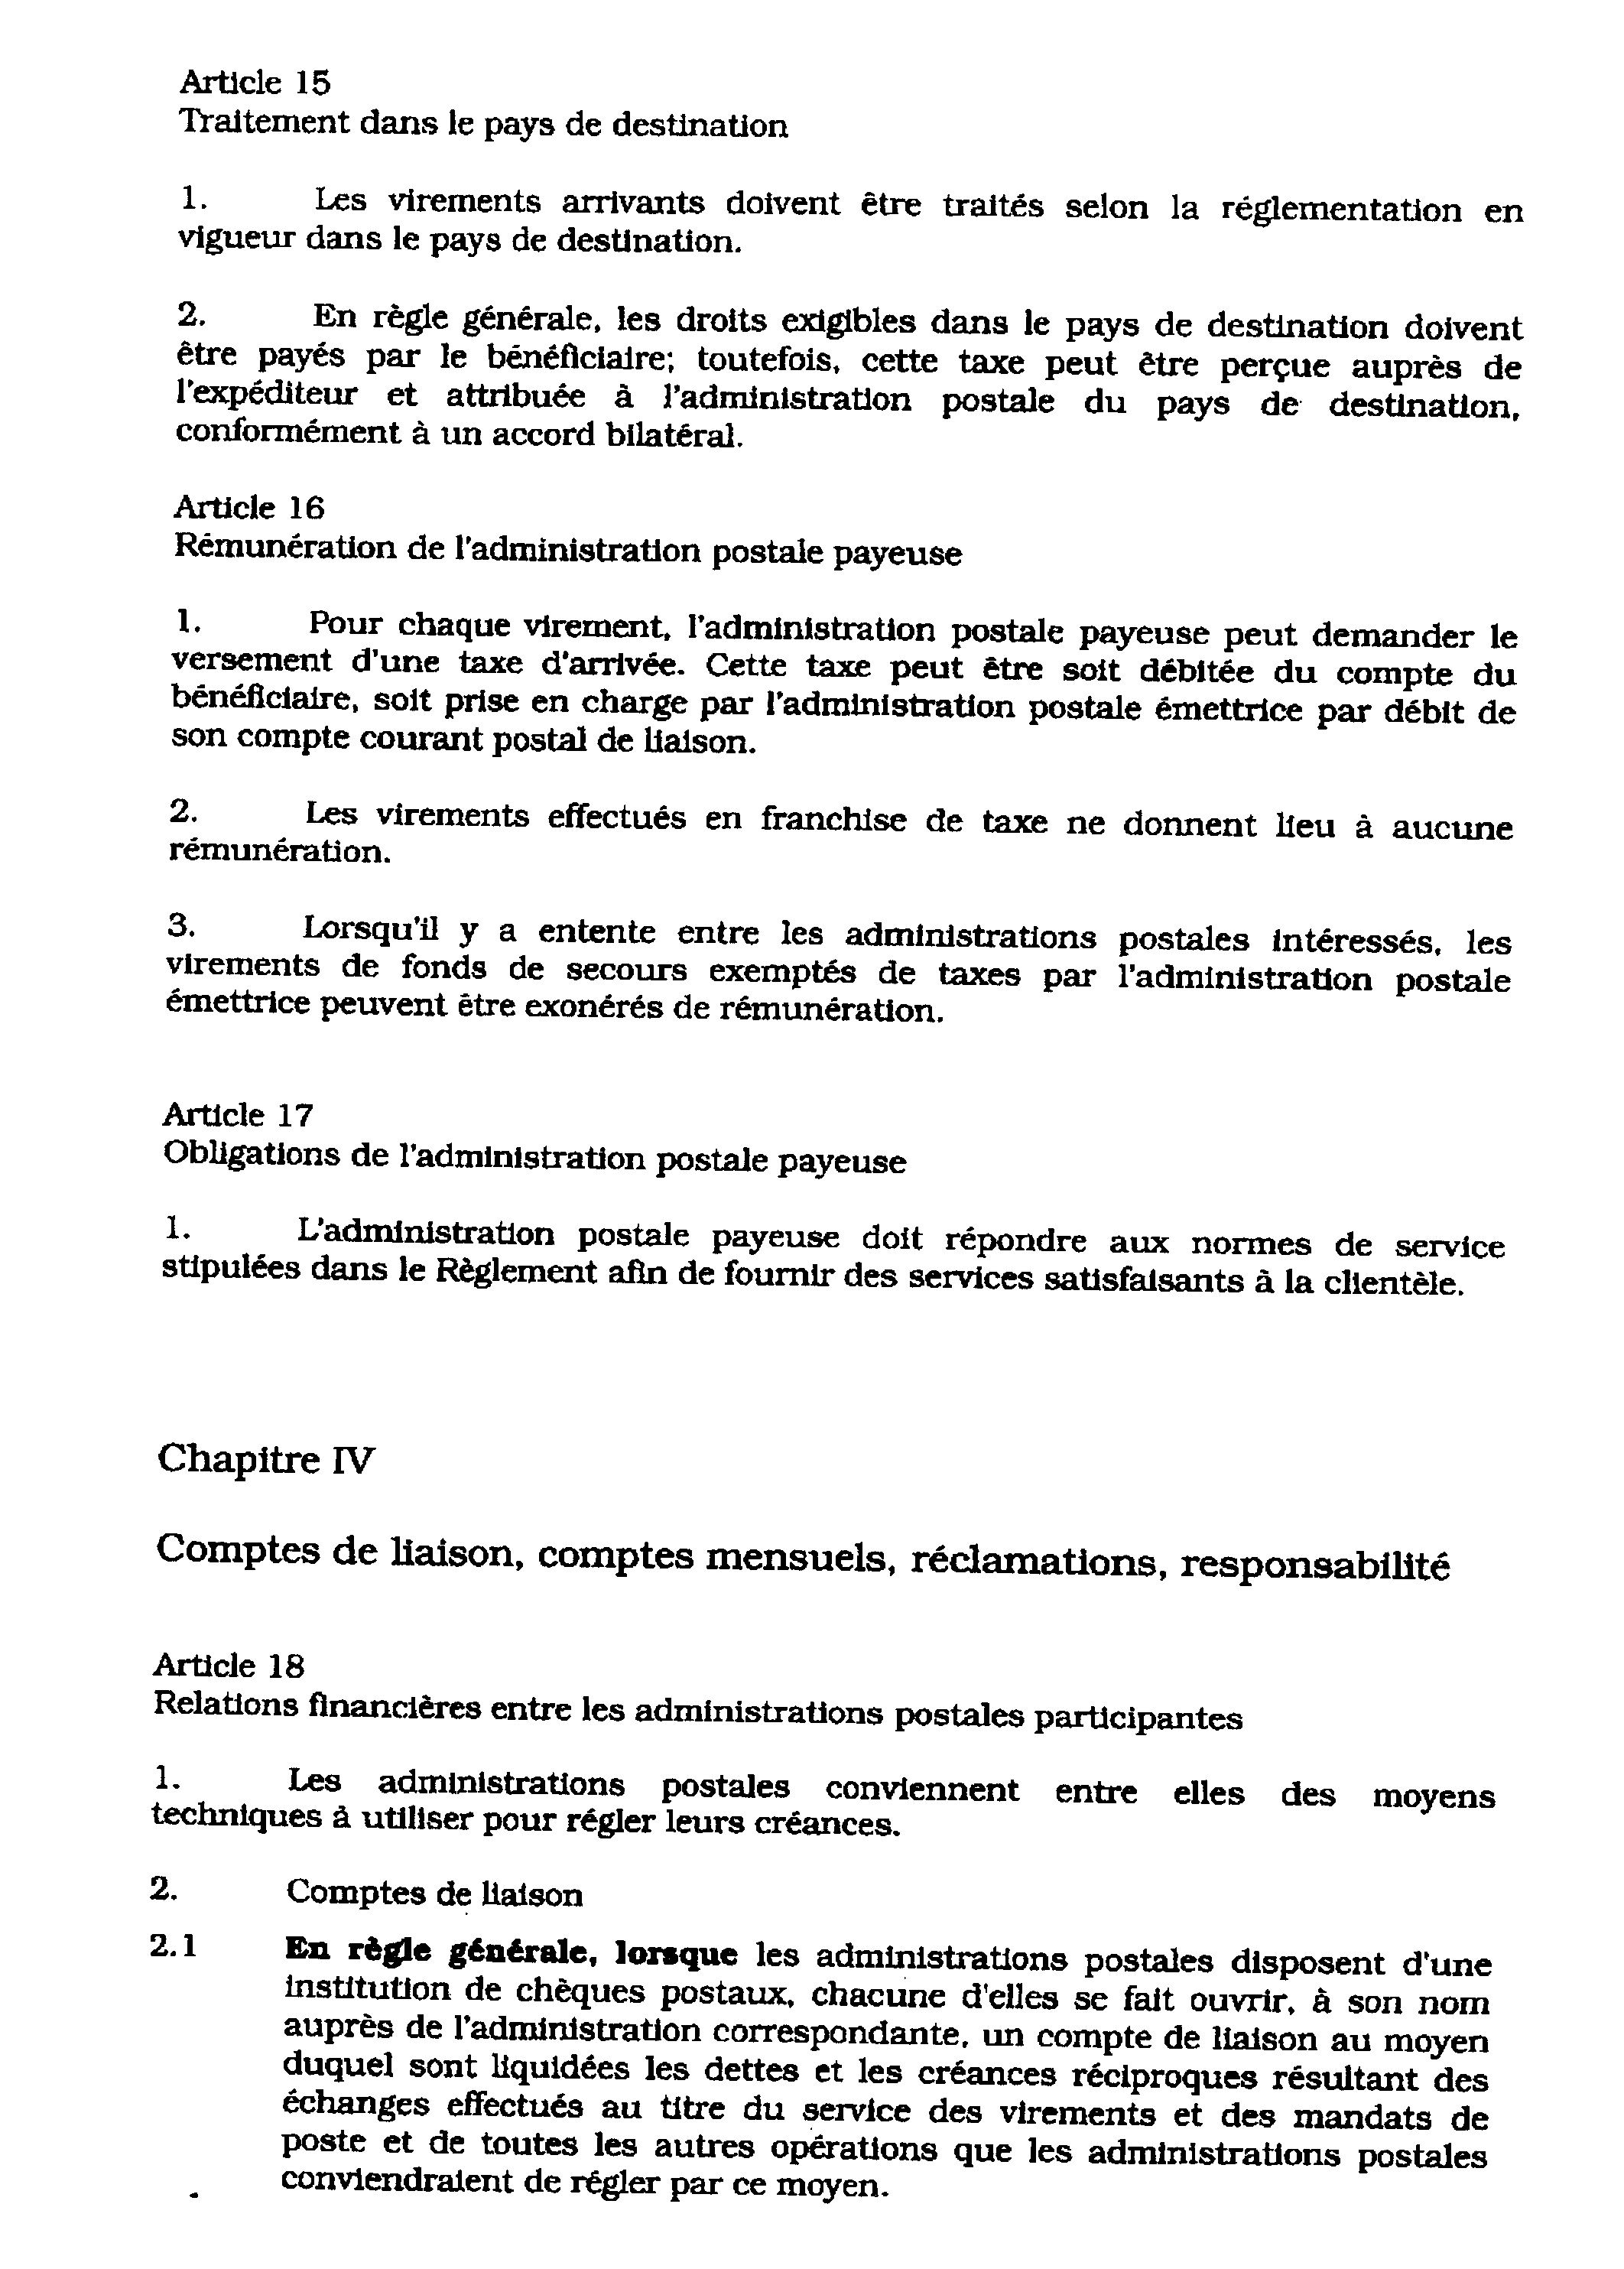 Article 15
Traitement dans le pays de destination
1. Les virements arrivants doivent être traités selon la réglementation en
vigueur dans le pays de destination.
2. En règle générale, les droits exigibles dans le pays de destination doivent
être payés par le bénéficiaire; toutefois, cette taxe peut être perçue auprès de
l'expéditeur et attribuée à l'administration postale du pays de destination,
conformément à un accord bilatéral.
Article 16
Rémunération de l'administration postale payeuse
1. Pour chaque virement, l'administration postale payeuse peut demander le
versement d'une taxe d'arrivée. Cette taxe peut être soit débitée du compte du
bénéficiaire, soit prise en charge par l'administration postale émettrice par débit de
son compte courant postal de liaison.
2. Les virements effectués en franchise de taxe ne donnent lieu à aucune
rémunération.
3. Lorsqu'il y a entente entre les administrations postales intéressés, les
virements de fonds de secours exemptés de taxes par l'administration postale
émettrice peuvent être exonérés de rémunération.
Article 17
Obligations de l'administration postale payeuse
1. L'administration postale payeuse doit répondre aux normes de service
stipulées dans le Règlement afin de fournir des services satisfaisants à la clientèle.
Chapitre IV
Comptes de liaison, comptes mensuels, réclamations, responsabilité
Article 18
Relations financières entre les administrations postales participantes
1. Les administrations postales conviennent entre elles des moyens
techniques à utiliser pour régler leurs créances.
2. Comptes de liaison
2.1 En règle générale, lorsque les administrations postales disposent d'une
institution de chèques postaux, chacune d'elles se fait ouvrir, à son nom
auprès de l'administration correspondante, un compte de liaison au moyen
duquel sont liquidées les dettes et les créances réciproques résultant des
échanges effectués au titre du service des virements et des mandats de
poste et de toutes les autres opérations que les administrations postales
conviendraient de régler par ce moyen.